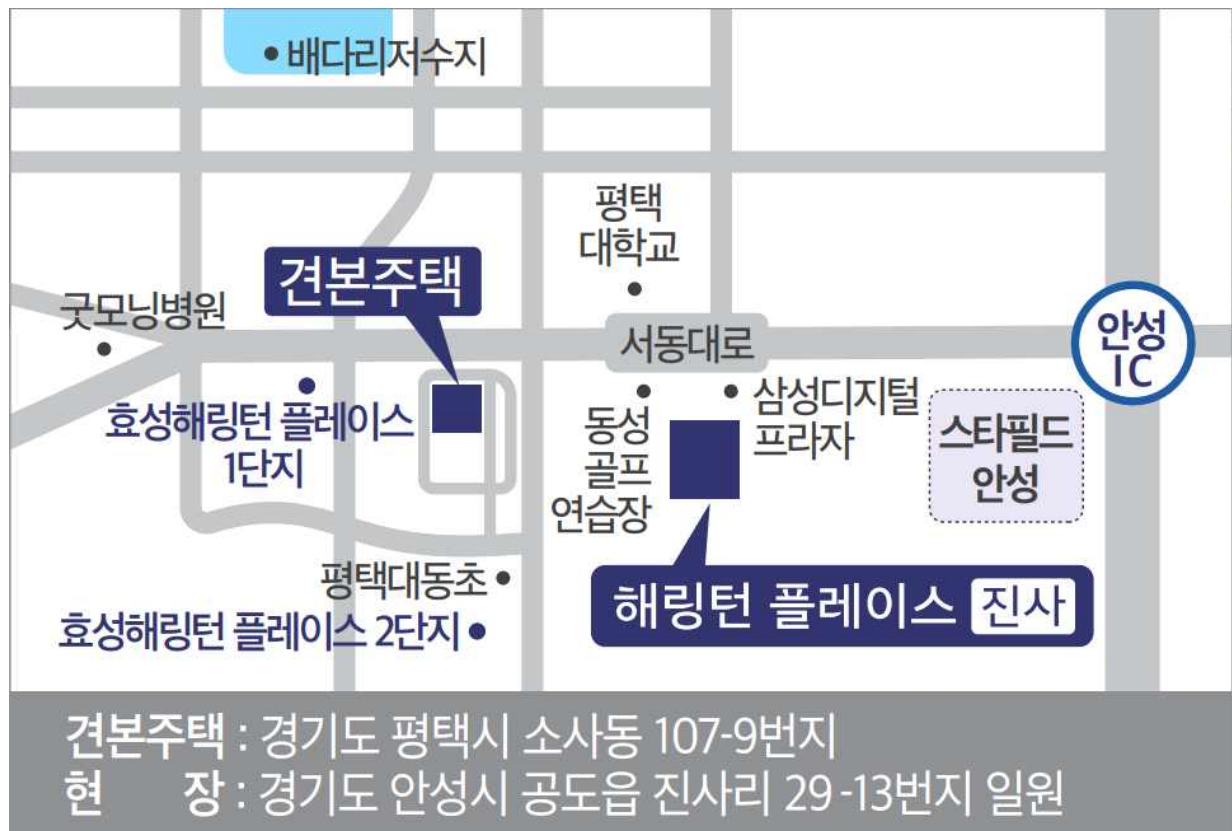 배다리저수지
평택
대학교
견본주택
굿모닝병원
서동대로
안성
IC
효성해링턴 플레이스
1단지
동성
골프
연습장
삼성디지털
프라자
스타필드
안성
평택대동초
효성해링턴 플레이스 2단지
해링턴 플레이스 진사
견본주택 : 경기도 평택시 소사동 107-9번지
현 장 : 경기도 안성시 공도읍 진사리 29 -13번지 일원